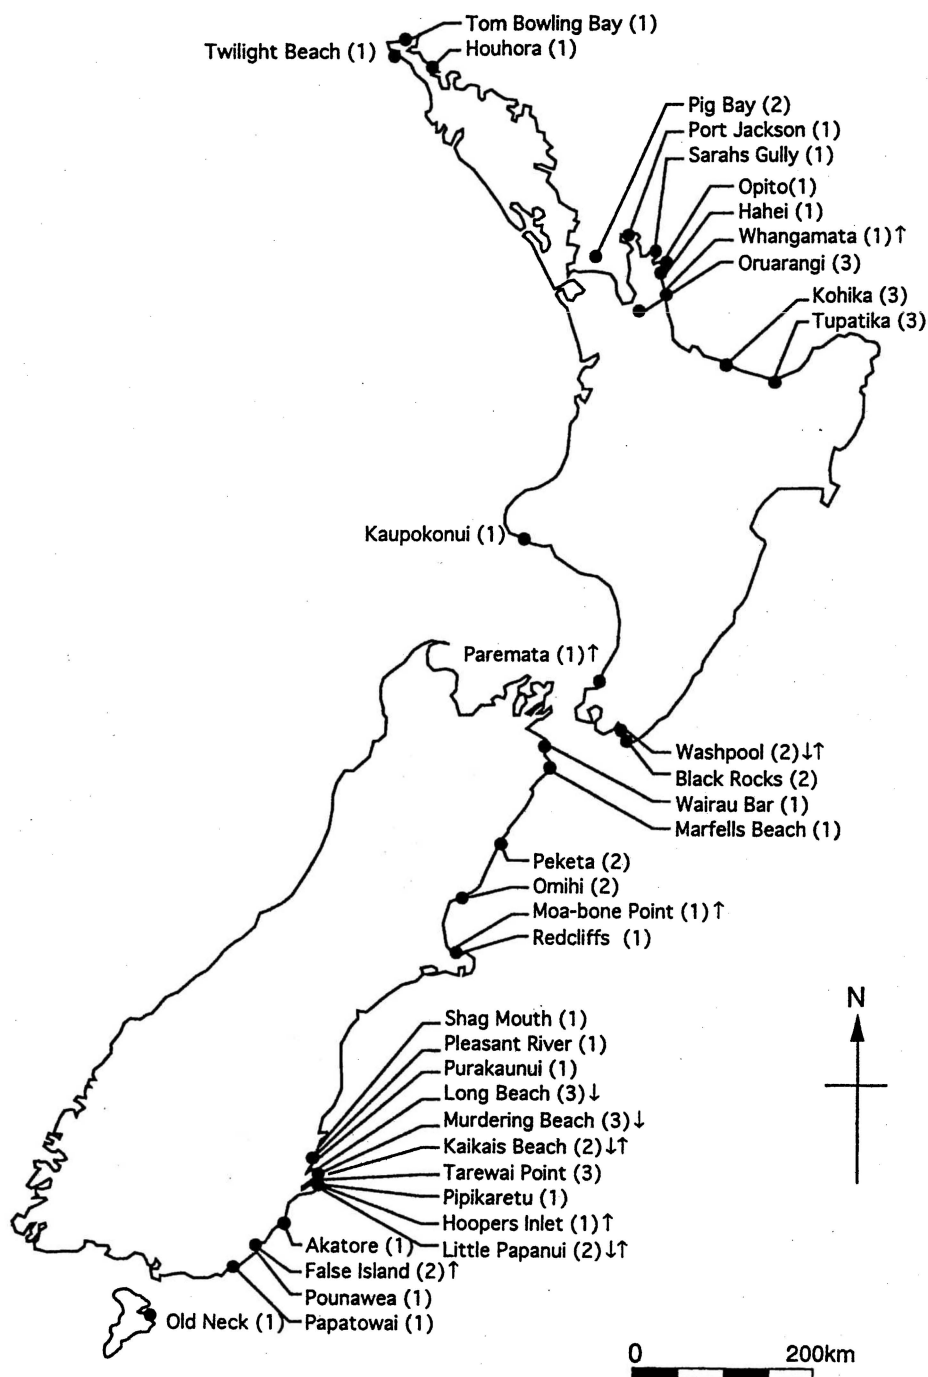 Tom Bowling Bay (1)
Twilight Beach (1)
Houhora (1)
Pig Bay (2)
Port Jackson (1)
Sarahs Gully (1)
Opito(1)
Hahei (1)
Whangamata (1)↑
Oruarangi (3)
Kohika (3)
Tupatika (3)
Kaupokonui (1)
Paremata (1)↑
Washpool (2)↓↑
Black Rocks (2)
Wairau Bar (1)
Marfells Beach (1)
Peketa (2)
Omihi (2)
Moa-bone Point (1)↑
Redcliffs (1)
N
Shag Mouth (1)
Pleasant River (1)
Purakaunui (1)
Long Beach (3)↓
Murdering Beach (3)↓
Kaikais Beach (2)↓↑
Tarewai Point (3)
Pipikaretu (1)
Hoopers Inlet (1)↑
Little Papanui (2)↓↑
Akatore (1)
False Island (2)↑
Pounawea (1)
Papatowai (1)
Old Neck (1)
0 200km